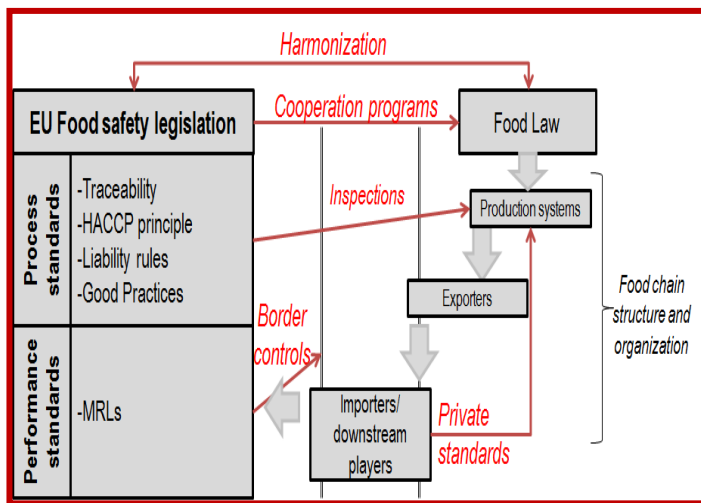 Harmonization
EU Food safety legislation
Cooperation programs
Food Law
Process
standards
-Traceability
-HACCP principle
-Liability rules
-Good Practices
Inspections
Production systems
Exporters
Food chain
structure and
organization
Border
controls
Performance
standards
-MRLs
Importers/
downstream
players
Private
standards